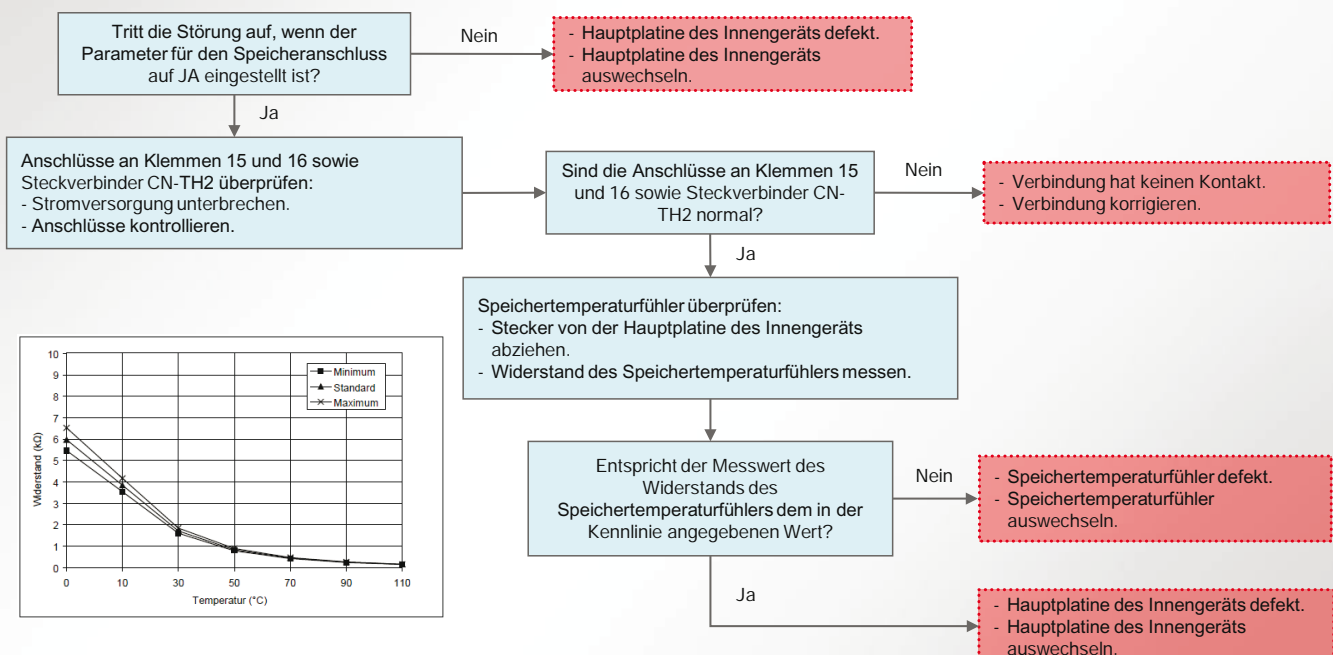 Tritt die Störung auf, wenn der
Parameter für den Speicheranschluss
auf JA eingestellt ist?
Nein
- Hauptplatine des Innengeräts defekt.
- Hauptplatine des Innengeräts
auswechseln.
Ja
Anschlüsse an Klemmen 15 und 16 sowie
Steckverbinder CN-TH2 überprüfen:
- Stromversorgung unterbrechen.
- Anschlüsse kontrollieren.
Sind die Anschlüsse an Klemmen 15
und 16 sowie Steckverbinder CN-
TH2 normal?
Nein
- Verbindung hat keinen Kontakt.
- Verbindung korrigieren.
Ja
Speichertemperaturfühler überprüfen:
- Stecker von der Hauptplatine des Innengeräts
abziehen.
- Widerstand des Speichertemperaturfühlers messen.
Entspricht der Messwert des
Widerstands des
Speichertemperaturfühlers dem in der
Kennlinie angegebenen Wert?
Nein
- Speichertemperaturfühler defekt.
- Speichertemperaturfühler
auswechseln.
Ja
- Hauptplatine des Innengeräts defekt.
- Hauptplatine des Innengeräts
auswechseln.
Widerstand (kΩ)
10
9
8
7
6
5
4
3
2
1
0
Minimum
Standard
Maximum
0 10 30 50 70 90 110
Temperatur (°C)